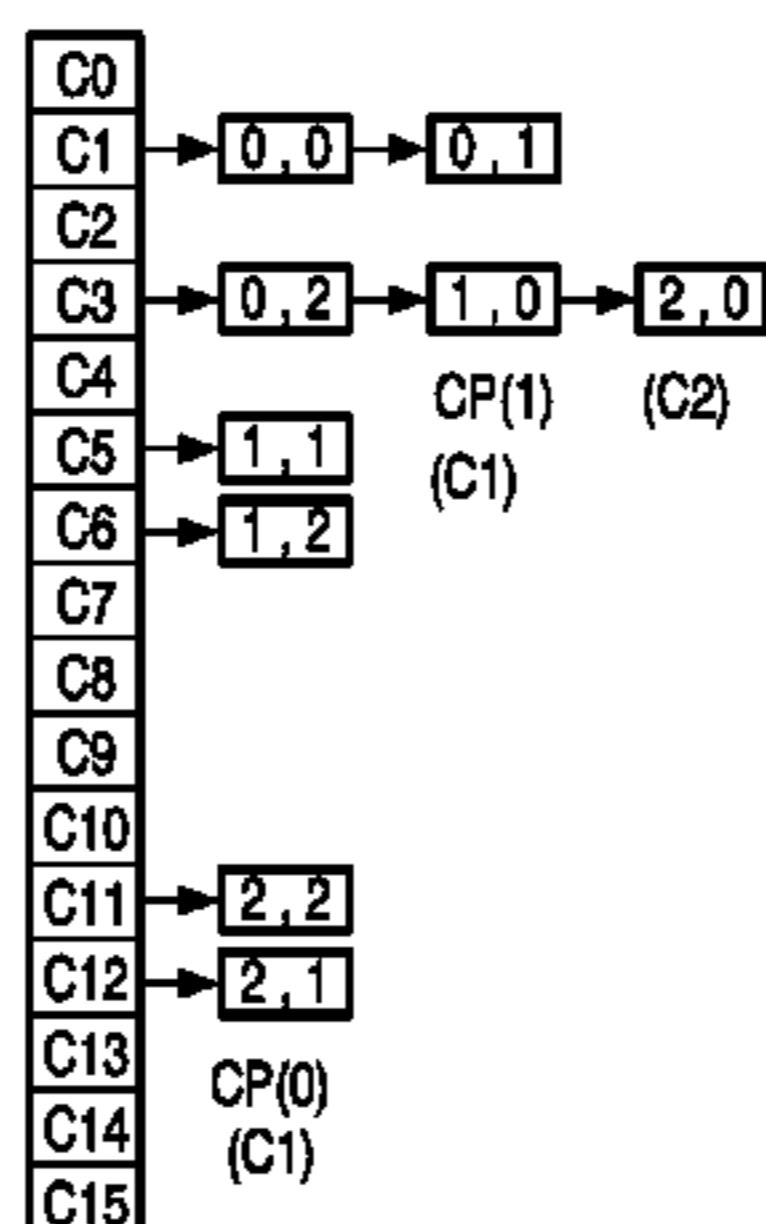 C0
C1 0,0 0,1
C2
C3 0,2 1,0 2,0
C4 CP(1) (C2)
C5 1,1 (C1)
C6 1,2
C7
C8
C9
C10
C11 2,2
C12 2,1
C13 CP(0)
C14 (C1)
C15